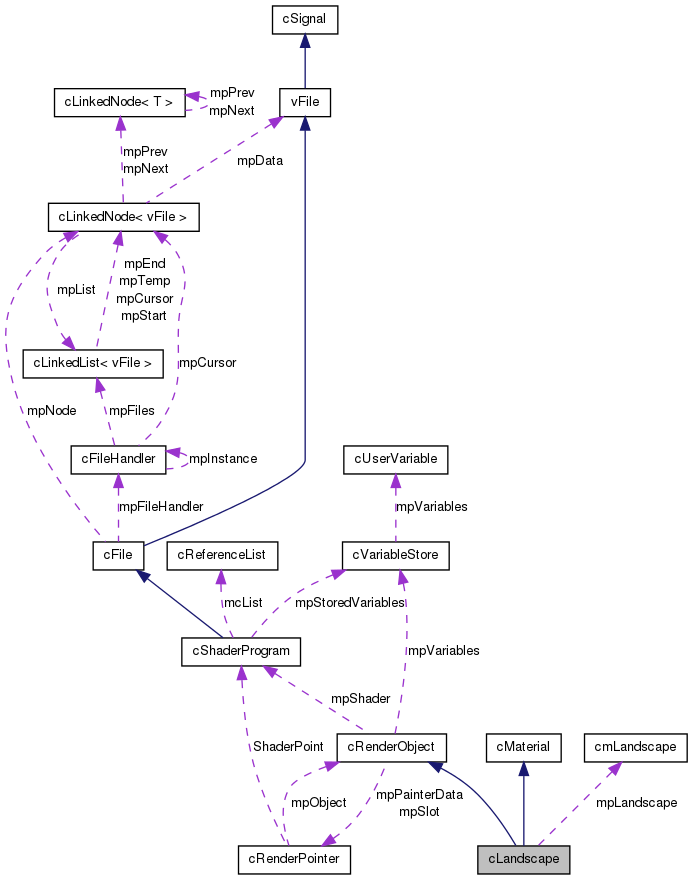 cSignal
cLinkedNode< T >
mpPrev
mpNext
vFile
mpPrev
mpNext
mpData
cLinkedNode< vFile >
mpList
mpEnd
mpTemp
mpCursor
mpStart
cLinkedList< vFile >
mpCursor
mpNode
mpFiles
cFileHandler
mpInstance
cUserVariable
mpFileHandler
mpVariables
cFile
cReferenceList
cVariableStore
mcList
mpStoredVariables
cShaderProgram
mpVariables
mpShader
ShaderPoint
cRenderObject
cMaterial
cmLandscape
mpObject
mpPainterData
mpSlot
mpLandscape
cRenderPointer
cLandscape